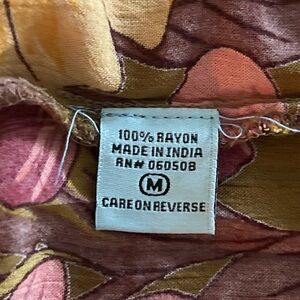 100% RAYON
MADE IN INDIA
RN# 060508
M
CARE ON REVERSE